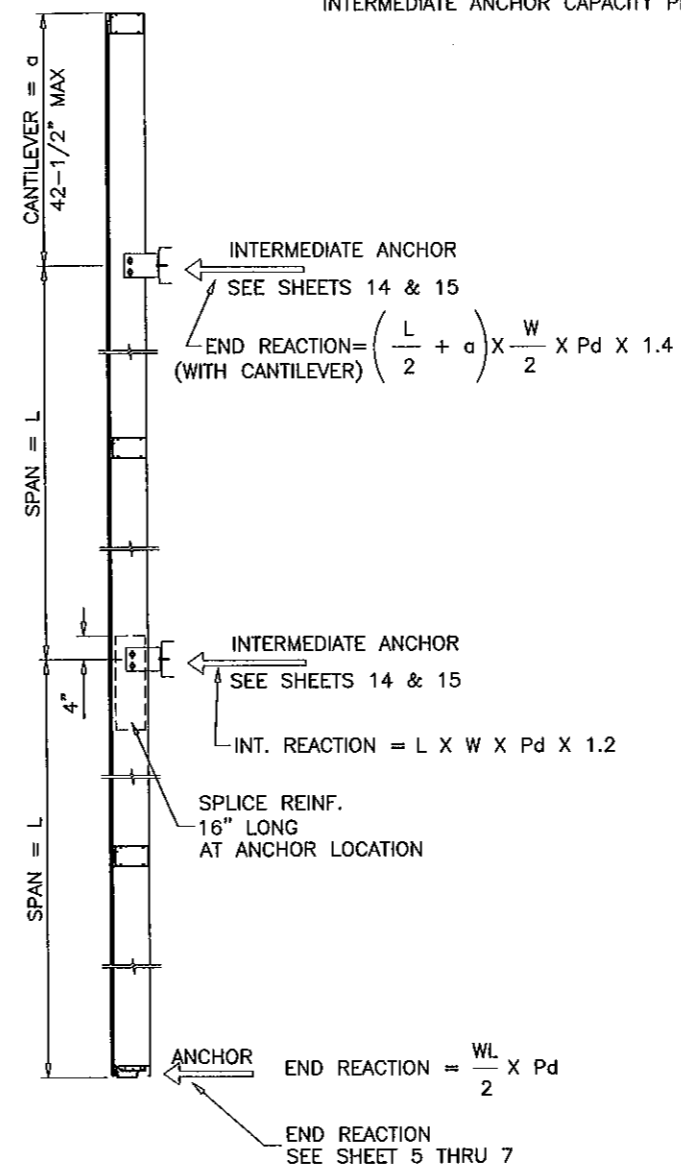 INTERMEDIATE ANCHOR CAPACITY
CANTILEVER = a
42-1/2" MAX
INTERMEDIATE ANCHOR
SEE SHEETS 14 & 15
END REACTION= ( L/2 + a ) X W/2 X Pd X 1.4
(WITH CANTILEVER)
SPAN = L
INTERMEDIATE ANCHOR
SEE SHEETS 14 & 15
4"
INT. REACTION = L X W X Pd X 1.2
SPLICE REINF.
16" LONG
AT ANCHOR LOCATION
SPAN = L
ANCHOR
END REACTION = WL/2 X Pd
END REACTION
SEE SHEET 5 THRU 7